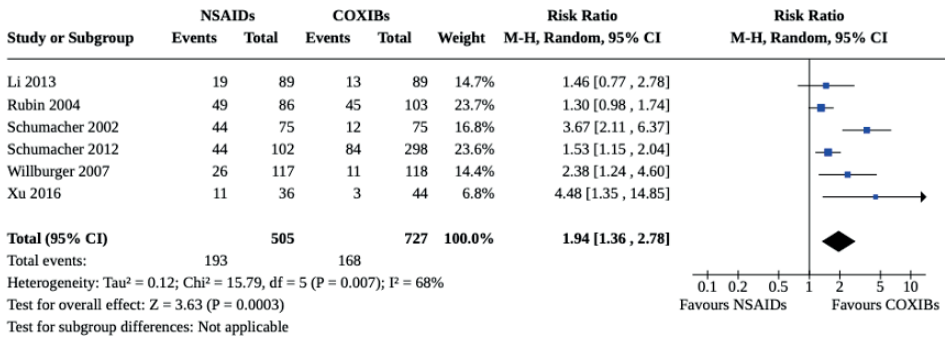 NSAIDs COXIBs Risk Ratio Risk Ratio
Study or Subgroup Events Total Events Total Weight M-H, Random, 95% CI M-H, Random, 95% CI
Li 2013 19 89 13 89 14.7% 1.46 [0.77 , 2.78]
Rubin 2004 49 86 45 103 23.7% 1.30 [0.98 , 1.74]
Schumacher 2002 44 75 12 75 16.8% 3.67 [2.11 , 6.37]
Schumacher 2012 44 102 84 298 23.6% 1.53 [1.15 , 2.04]
Willburger 2007 26 117 11 118 14.4% 2.38 [1.24 , 4.60]
Xu 2016 11 36 3 44 6.8% 4.48 [1.35 , 14.85]
Total (95% CI) 505 727 100.0% 1.94 [1.36 , 2.78]
Total events: 193 168
Heterogeneity: Tau² = 0.12; Chi² = 15.79, df = 5 (P = 0.007); I² = 68% 0.1 0.2 0.5 1 2 5 10
Test for overall effect: Z = 3.63 (P = 0.0003) Favours NSAIDs Favours COXIBs
Test for subgroup differences: Not applicable